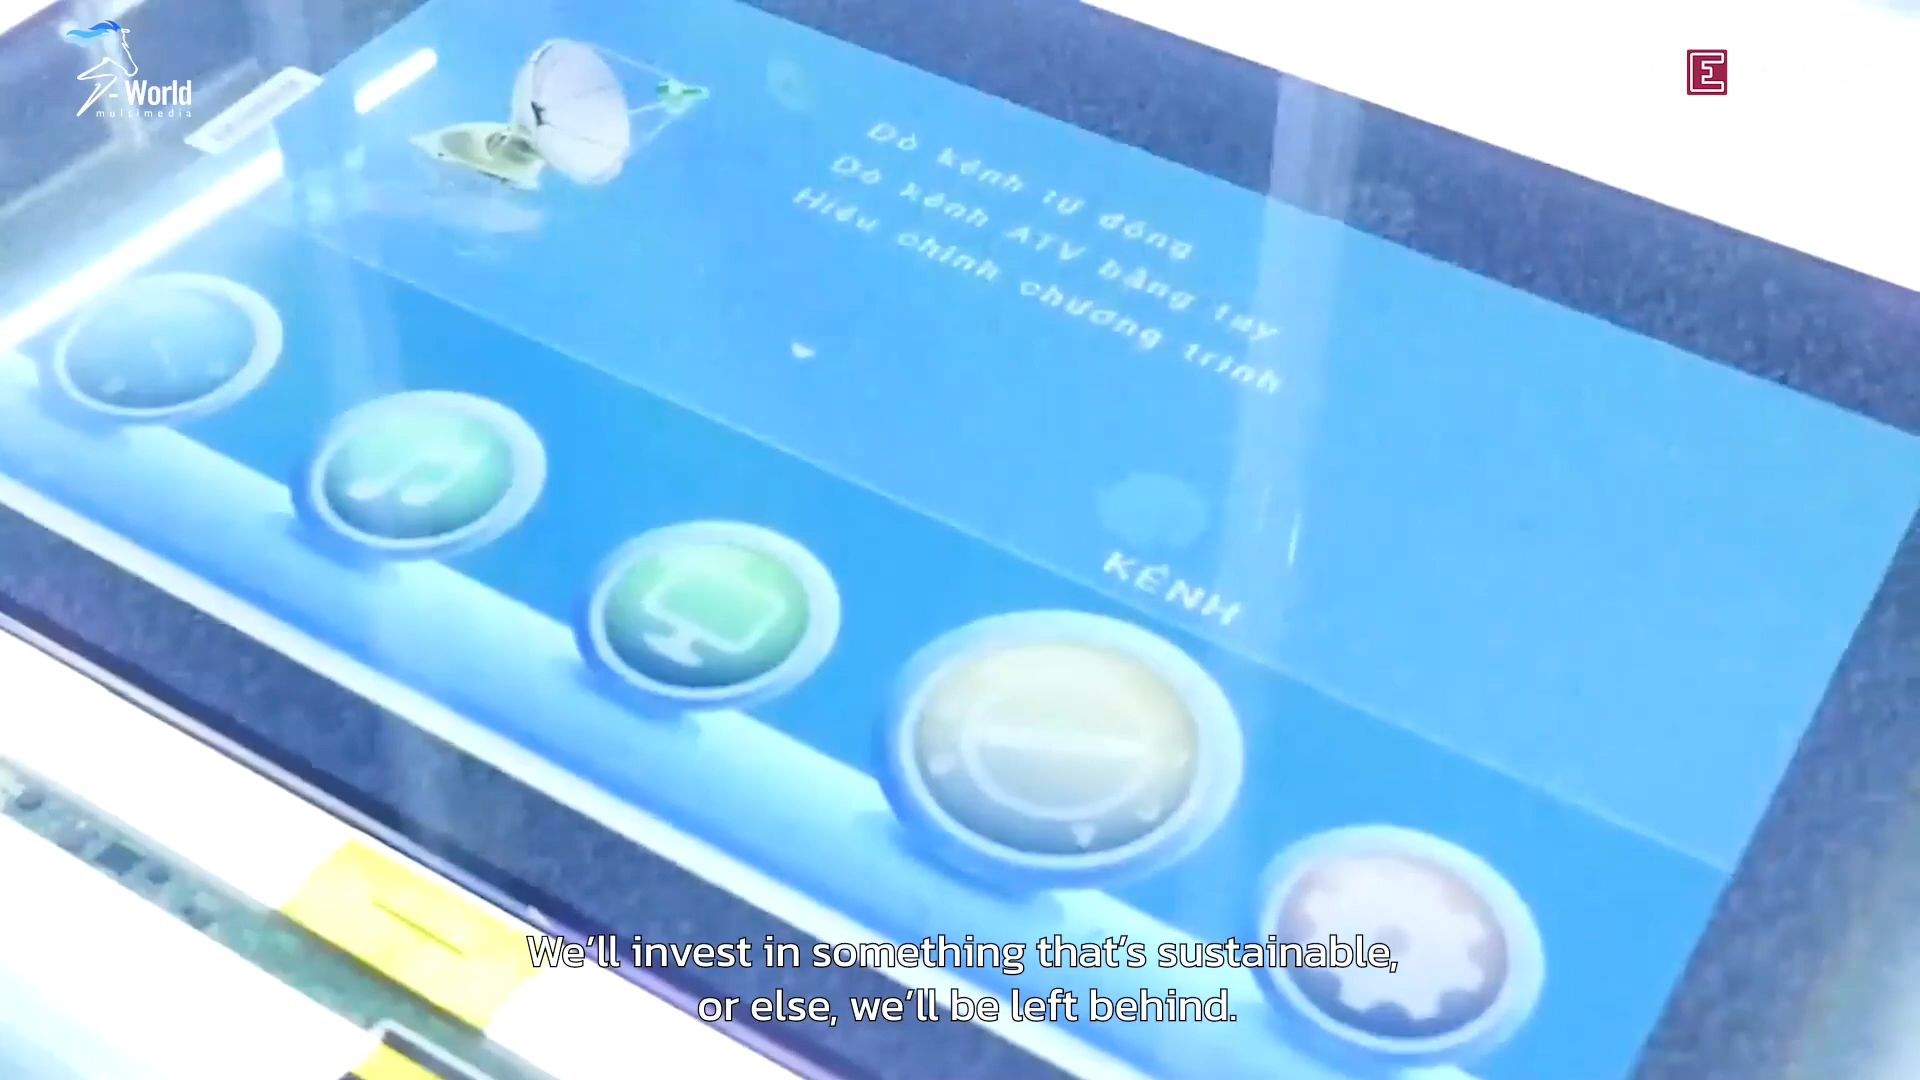 - World
multimedia
E
Dò kênh tự động
Dò kênh ATV bằng tay
Hiệu chỉnh chương trình
KÊNH
We'll invest in something that's sustainable,
or else, we'll be left behind.